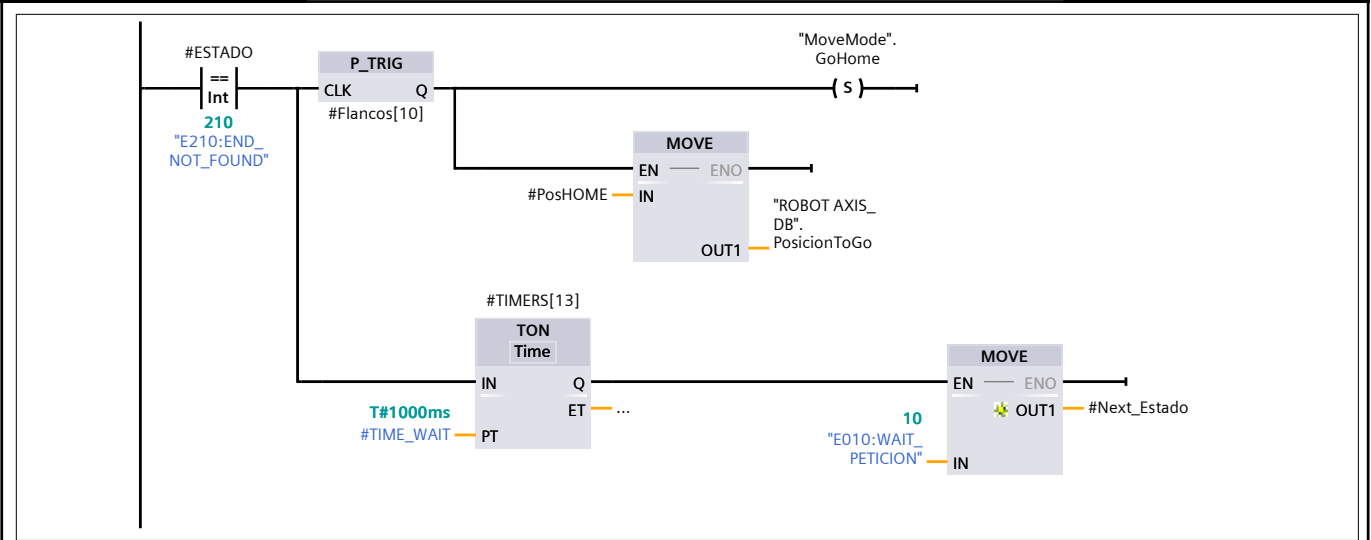 #ESTADO
==
Int
210
"E210:END_
NOT_FOUND"
P_TRIG
CLK Q
#Flancos[10]
"MoveMode".
GoHome
S
MOVE
EN ENO
#PosHOME IN
OUT1
"ROBOT AXIS_
DB".
PosicionToGo
#TIMERS[13]
TON
Time
IN Q
ET ...
T#1000ms
#TIME_WAIT PT
MOVE
EN ENO
OUT1 #Next_Estado
10
"E010:WAIT_
PETICION"
IN